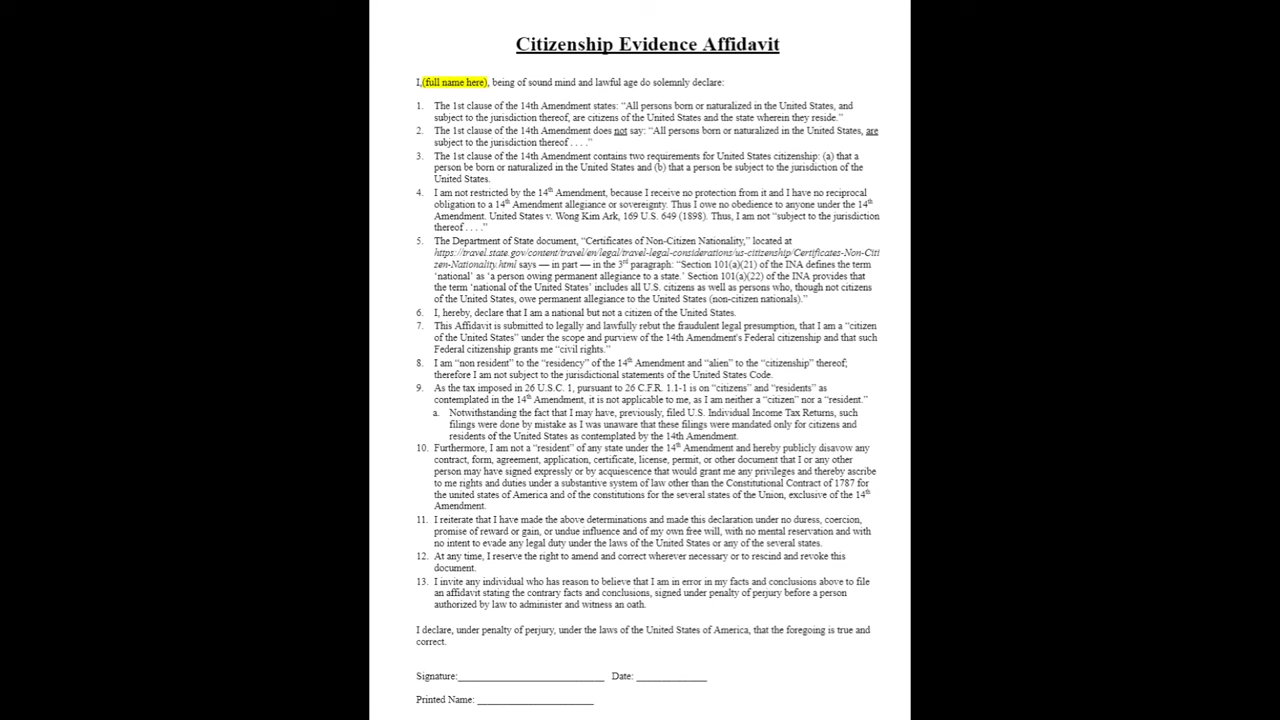 Citizenship Evidence Affidavit
I,(full name here), being of sound mind and lawful age do solemnly declare:
1. The 1st clause of the 14th Amendment states: “All persons born or naturalized in the United States, and
subject to the jurisdiction thereof, are citizens of the United States and the state wherein they reside.”
2. The 1st clause of the 14th Amendment does not say: “All persons born or naturalized in the United States, are
subject to the jurisdiction thereof . . . .”
3. The 1st clause of the 14th Amendment contains two requirements for United States citizenship: (a) that a
person be born or naturalized in the United States and (b) that a person be subject to the jurisdiction of the
United States.
4. I am not restricted by the 14th Amendment, because I receive no protection from it and I have no reciprocal
obligation to a 14th Amendment allegiance or sovereignty. Thus I owe no obedience to anyone under the 14th
Amendment. United States v. Wong Kim Ark, 169 U.S. 649 (1898). Thus, I am not “subject to the jurisdiction
thereof . . . .”
5. The Department of State document, “Certificates of Non-Citizen Nationality,” located at
https://travel.state.gov/content/travel/en/legal/travel-legal-considerations/us-citizenship/Certificates-Non-Citi
zen-Nationality.html says — in part — in the 3rd paragraph: “Section 101(a)(21) of the INA defines the term
‘national’ as ‘a person owing permanent allegiance to a state.’ Section 101(a)(22) of the INA provides that
the term ‘national of the United States’ includes all U.S. citizens as well as persons who, though not citizens
of the United States, owe permanent allegiance to the United States (non-citizen nationals).”
6. I, hereby, declare that I am a national but not a citizen of the United States.
7. This Affidavit is submitted to legally and lawfully rebut the fraudulent legal presumption, that I am a “citizen
of the United States” under the scope and purview of the 14th Amendment's Federal citizenship and that such
Federal citizenship grants me “civil rights.”
8. I am “non resident” to the “residency” of the 14th Amendment and “alien” to the “citizenship” thereof;
therefore I am not subject to the jurisdictional statements of the United States Code.
9. As the tax imposed in 26 U.S.C. 1, pursuant to 26 C.F.R. 1.1-1 is on “citizens” and “residents” as
contemplated in the 14th Amendment, it is not applicable to me, as I am neither a “citizen” nor a “resident.”
a. Notwithstanding the fact that I may have, previously, filed U.S. Individual Income Tax Returns, such
filings were done by mistake as I was unaware that these filings were mandated only for citizens and
residents of the United States as contemplated by the 14th Amendment.
10. Furthermore, I am not a “resident” of any state under the 14th Amendment and hereby publicly disavow any
contract, form, agreement, application, certificate, license, permit, or other document that I or any other
person may have signed expressly or by acquiescence that would grant me any privileges and thereby ascribe
to me rights and duties under a substantive system of law other than the Constitutional Contract of 1787 for
the united states of America and of the constitutions for the several states of the Union, exclusive of the 14th
Amendment.
11. I reiterate that I have made the above determinations and made this declaration under no duress, coercion,
promise of reward or gain, or undue influence and of my own free will, with no mental reservation and with
no intent to evade any legal duty under the laws of the United States or any of the several states.
12. At any time, I reserve the right to amend and correct wherever necessary or to rescind and revoke this
document.
13. I invite any individual who has reason to believe that I am in error in my facts and conclusions above to file
an affidavit stating the contrary facts and conclusions, signed under penalty of perjury before a person
authorized by law to administer and witness an oath.
I declare, under penalty of perjury, under the laws of the United States of America, that the foregoing is true and
correct.
Signature:____________________________ Date: ______________
Printed Name: ______________________